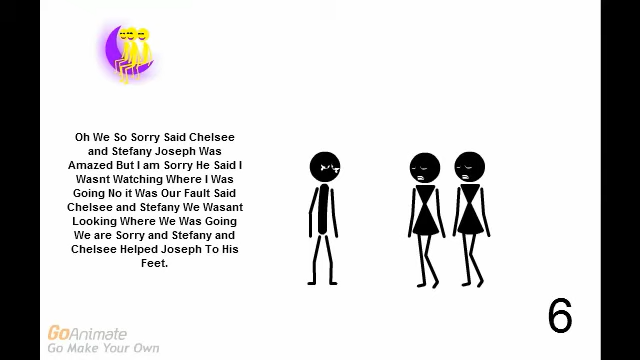 Oh We So Sorry Said Chelsee
and Stefany Joseph Was
Amazed But I am Sorry He Said I
Wasnt Watching Where I Was
Going No it Was Our Fault Said
Chelsee and Stefany We Wasant
Looking Where We Was Going
We are Sorry and Stefany and
Chelsee Helped Joseph To His
Feet.
6
GoAnimate
Go Make Your Own